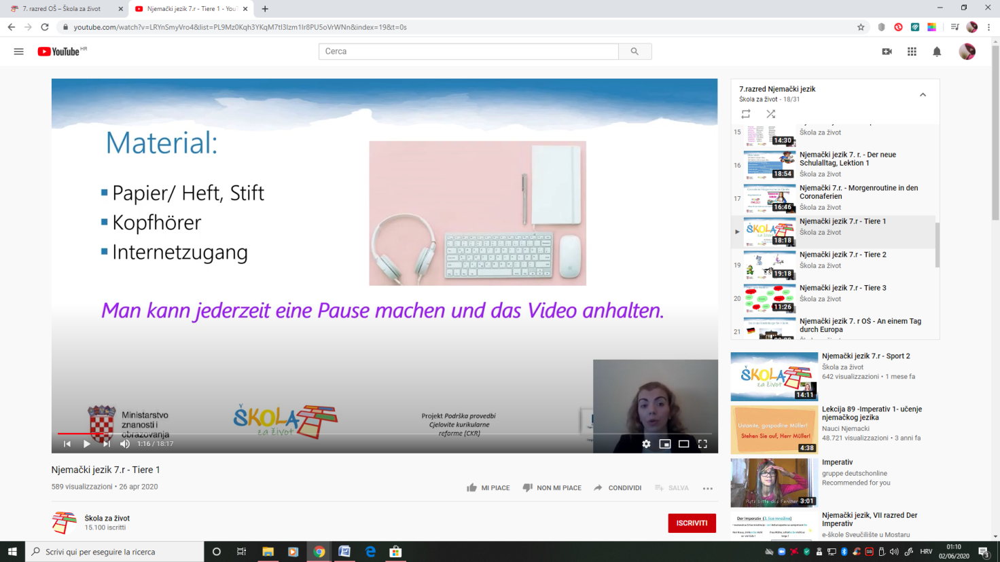 7. razred OŠ – Škola za život
Njemački jezik 7.r - Tiere 1 - YouT
youtube.com/watch?v=LRYnSmyVro4&list=PL9Mz0Kqh3YKqM7tI3Izm1Ir8PU5oVrWNn&index=19&t=0s
YouTube HR
Cerca
Material:
Papier/ Heft, Stift
Kopfhörer
Internetzugang
Man kann jederzeit eine Pause machen und das Video anhalten.
Ministarstvo
znanosti i
obrazovanja
ŠKOLA
za život
Projekt Podrška provedbi
Cjelovite kurikularne
reforme (CKR)
1:16 / 18:17
Njemački jezik 7.r - Tiere 1
589 visualizzazioni • 26 apr 2020
MI PIACE
NON MI PIACE
CONDIVIDI
SALVA
Škola za život
15.100 iscritti
ISCRIVITI
7.razred Njemački jezik
Škola za život - 18/31
15
14:30
Škola za život
16
18:54
Njemački jezik 7. r. - Der neue
Schulalltag, Lektion 1
Škola za život
17
16:46
Njemački 7.r. - Morgenroutine in den
Coronaferien
Škola za život
ŠKOLA
18:18
Njemački jezik 7.r - Tiere 1
Škola za život
19
19:18
Njemački jezik 7.r - Tiere 2
Škola za život
20
11:26
Njemački jezik 7.r - Tiere 3
Škola za život
21
Njemački jezik 7. r OŠ - An einem Tag
durch Europa
ŠKOLA
za život
14:11
Njemački jezik 7.r - Sport 2
Škola za život
642 visualizzazioni • 1 mese fa
Ustanite, gospodine Müller!
Stehen Sie auf, Herr Müller!
4:38
Lekcija 89 -Imperativ 1- učenje
njemačkog jezika
Nauci Njemacki
48.721 visualizzazioni • 3 anni fa
Putz bitte das Fenster
3:01
Imperativ
gruppe deutschonline
Recommended for you
Der Imperativ (3. lice množine)
Njemački jezik, VII razred Der
Imperativ
e-škole Sveučilište u Mostaru
Scrivi qui per eseguire la ricerca
HRV
01:10
02/06/2020
3